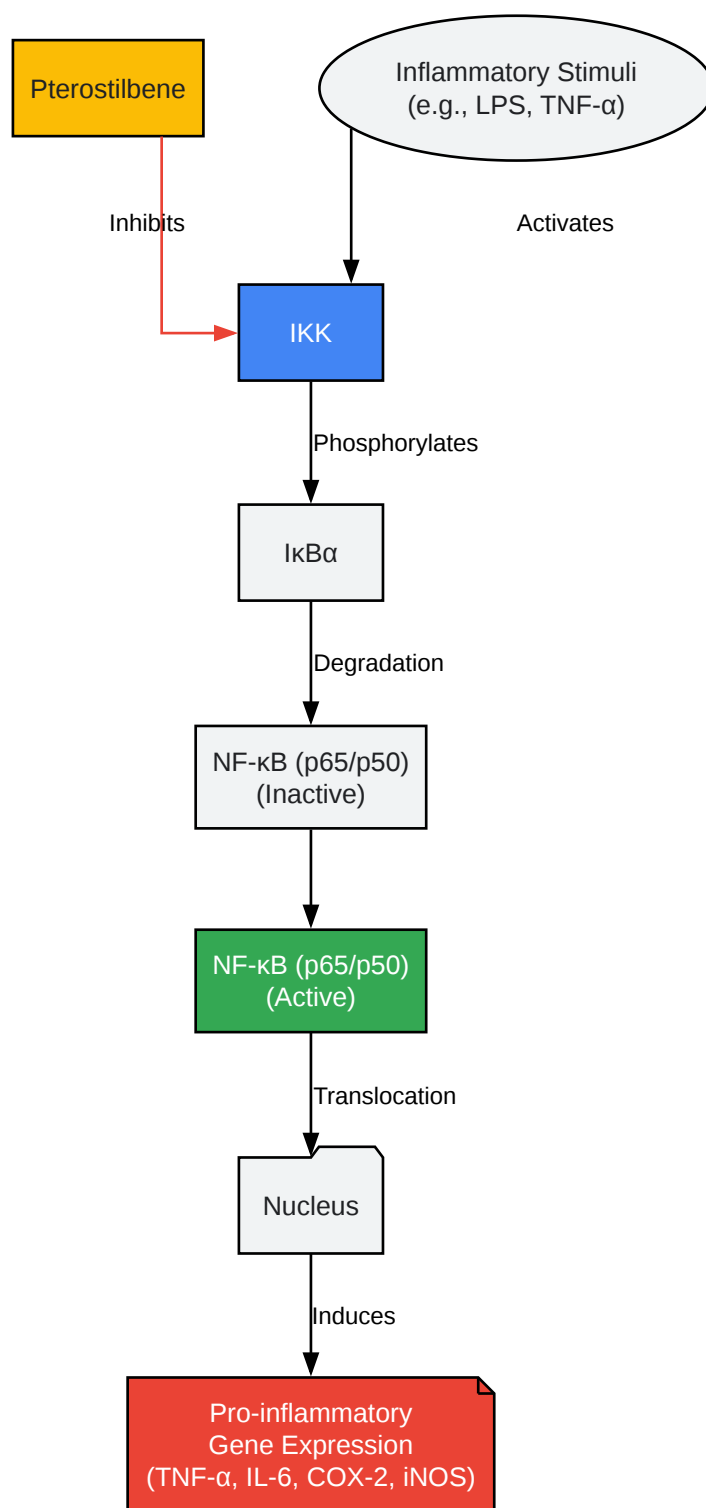 Pterostilbene
Inflammatory Stimuli
(e.g., LPS, TNF-α)
Inhibits
Activates
IKK
Phosphorylates
IκBα
Degradation
NF-κB (p65/p50)
(Inactive)
NF-κB (p65/p50)
(Active)
Translocation
Nucleus
Induces
Pro-inflammatory
Gene Expression
(TNF-α, IL-6, COX-2, iNOS)